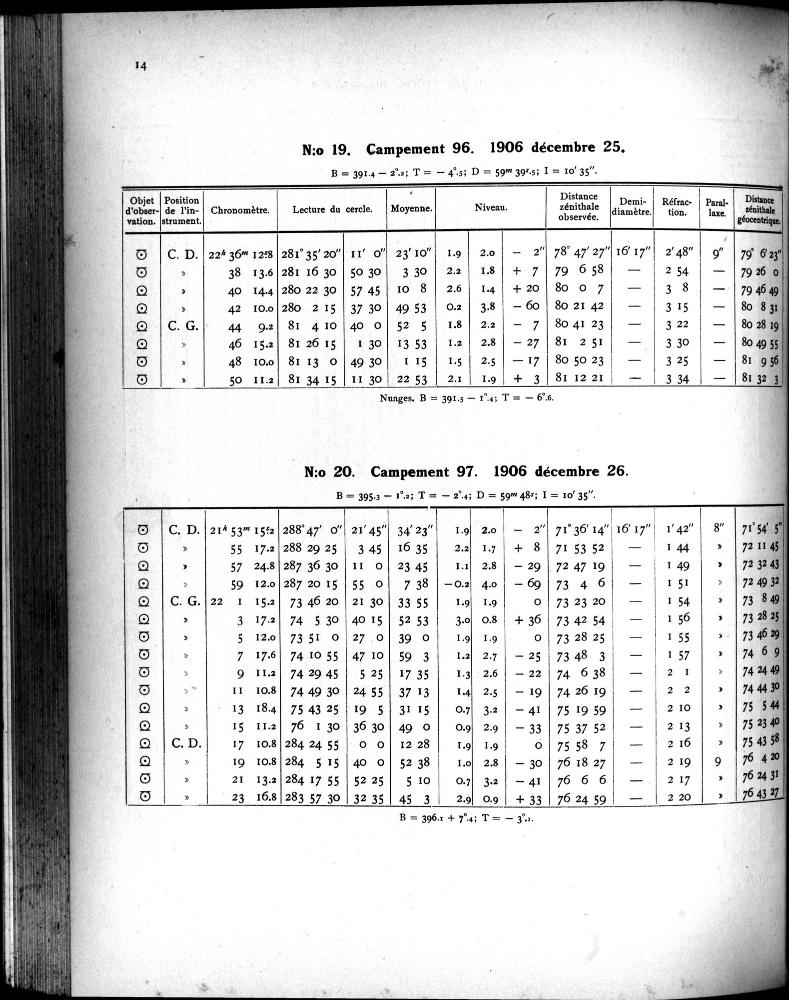 14
N:o 19. Campement 96. 1906 décembre 25.
B = 391.4 — 2°.2; T = — 4°.5; D = 59ᵐ 39ˢ.5; I = 10′ 35″.
Objet d'observation. Position de l'instrument. Chronomètre. Lecture du cercle. Moyenne. Niveau. Distance zénithale observée. Demi-diamètre. Réfraction. Parallaxe. Distance zénithale géocentrique.
C. D. 22ʰ 36ᵐ 12ˢ.8 281° 35′ 20″ 11′ 0″ 23′ 10″ 1.9 2.0 — 2″ 78° 47′ 27″ 16′ 17″ 2′ 48″ 9″ 79° 6′ 23″
» 38 13.6 281 16 30 50 30 3 30 2.2 1.8 + 7 79 6 58 — 2 54 — 79 26 0
» 40 14.4 280 22 30 57 45 10 8 2.6 1.4 + 20 80 0 7 — 3 8 — 79 46 49
» 42 10.0 280 2 15 37 30 49 53 0.2 3.8 — 60 80 21 42 — 3 15 — 80 8 31
C. G. 44 9.2 81 4 10 40 0 52 5 1.8 2.2 — 7 80 41 23 — 3 22 — 80 28 19
» 46 15.2 81 26 15 1 30 13 53 1.2 2.8 — 27 81 2 51 — 3 30 — 80 49 55
» 48 10.0 81 13 0 49 30 1 15 1.5 2.5 — 17 80 50 23 — 3 25 — 81 9 56
» 50 11.2 81 34 15 11 30 22 53 2.1 1.9 + 3 81 12 21 — 3 34 — 81 32 3
Nuages. B = 391.5 — 1°.4; T = — 6°.6.
N:o 20. Campement 97. 1906 décembre 26.
B = 395.3 — 1°.2; T = — 2°.4; D = 59ᵐ 48ˢ; I = 10′ 35″.
C. D. 21ʰ 53ᵐ 15ˢ.2 288° 47′ 0″ 21′ 45″ 34′ 23″ 1.9 2.0 — 2″ 71° 36′ 14″ 16′ 17″ 1′ 42″ 8″ 71° 54′ 5″
» 55 17.2 288 29 25 3 45 16 35 2.2 1.7 + 8 71 53 52 — 1 44 » 72 11 45
» 57 24.8 287 36 30 11 0 23 45 1.1 2.8 — 29 72 47 19 — 1 49 » 72 32 43
» 59 12.0 287 20 15 55 0 7 38 —0.2 4.0 — 69 73 4 6 — 1 51 » 72 49 32
C. G. 22 1 15.2 73 46 20 21 30 33 55 1.9 1.9 0 73 23 20 — 1 54 » 73 8 49
» 3 17.2 74 5 30 40 15 52 53 3.0 0.8 + 36 73 42 54 — 1 56 » 73 28 25
» 5 12.0 73 51 0 27 0 39 0 1.9 1.9 0 73 28 25 — 1 55 » 73 46 29
» 7 17.6 74 10 55 47 10 59 3 1.2 2.7 — 25 73 48 3 — 1 57 » 74 6 9
» 9 11.2 74 29 45 5 25 17 35 1.3 2.6 — 22 74 6 38 — 2 1 » 74 24 49
» 11 10.8 74 49 30 24 55 37 13 1.4 2.5 — 19 74 26 19 — 2 2 » 74 44 30
» 13 18.4 75 43 25 19 5 31 15 0.7 3.2 — 41 75 19 59 — 2 10 » 75 5 44
» 15 11.2 76 1 30 36 30 49 0 0.9 2.9 — 33 75 37 52 — 2 13 » 75 23 40
C. D. 17 10.8 284 24 55 0 0 12 28 1.9 1.9 0 75 58 7 — 2 16 » 75 43 58
» 19 10.8 284 5 15 40 0 52 38 1.0 2.8 — 30 76 18 27 — 2 19 9 76 4 20
» 21 13.2 284 17 55 52 25 5 10 0.7 3.2 — 41 76 6 6 — 2 17 » 76 24 31
» 23 16.8 283 57 30 32 35 45 3 2.9 0.9 + 33 76 24 59 — 2 20 » 76 43 27
B = 396.1 + 7°.4; T = — 3°.1.